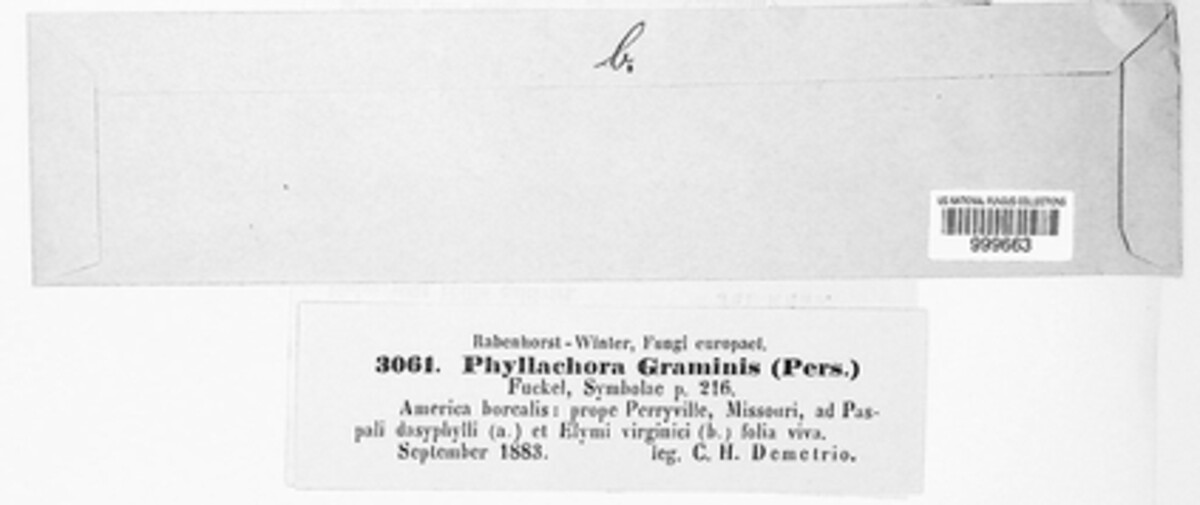 b.
US NATIONAL FUNGUS COLLECTIONS
999663
Rabenhorst-Winter, Fungi europaei.
3061. Phyllachora Graminis (Pers.)
Fuckel, Symbolae p. 216.
America borealis: prope Perryville, Missouri, ad Pas-
pali dasyphylli (a.) et Elymi virginici (b.) folia viva.
September 1883. leg. C. H. Demetrio.